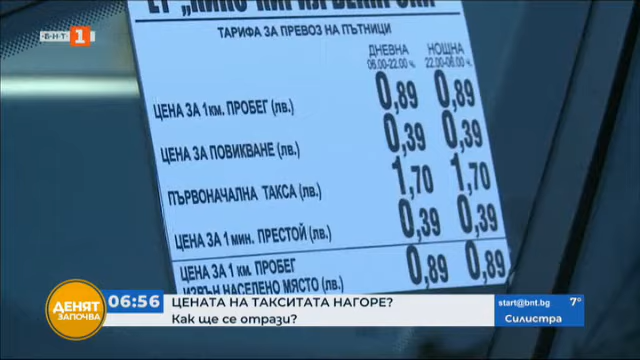 БНТ 1
ЕТ „КИКО-КИРИЛ
ТАРИФА ЗА ПРЕВОЗ НА ПЪТНИЦИ
ДНЕВНА НОЩНА
06.00-22.00 ч. 22.00-06.00 ч.
ЦЕНА ЗА 1км. ПРОБЕГ (лв.) 0,89 0,89
ЦЕНА ЗА ПОВИКВАНЕ (лв.) 0,39 0,39
ПЪРВОНАЧАЛНА ТАКСА (лв.) 1,70 1,70
ЦЕНА ЗА 1 мин. ПРЕСТОЙ (лв.) 0,39 0,39
ЦЕНА ЗА 1 км. ПРОБЕГ
ИЗВЪН НАСЕЛЕНО МЯСТО (лв.) 0,89 0,89
ДЕНЯТ
ЗАПОЧВА
06:56
ЦЕНАТА НА ТАКСИТАТА НАГОРЕ?
Как ще се отрази?
start@bnt.bg 7°
Силистра